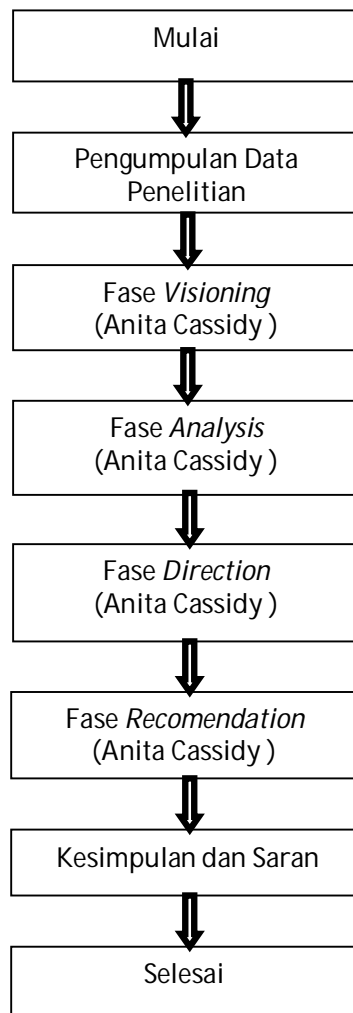 Mulai
Pengumpulan Data
Penelitian
Fase Visioning
(Anita Cassidy )
Fase Analysis
(Anita Cassidy )
Fase Direction
(Anita Cassidy )
Fase Recomendation
(Anita Cassidy )
Kesimpulan dan Saran
Selesai